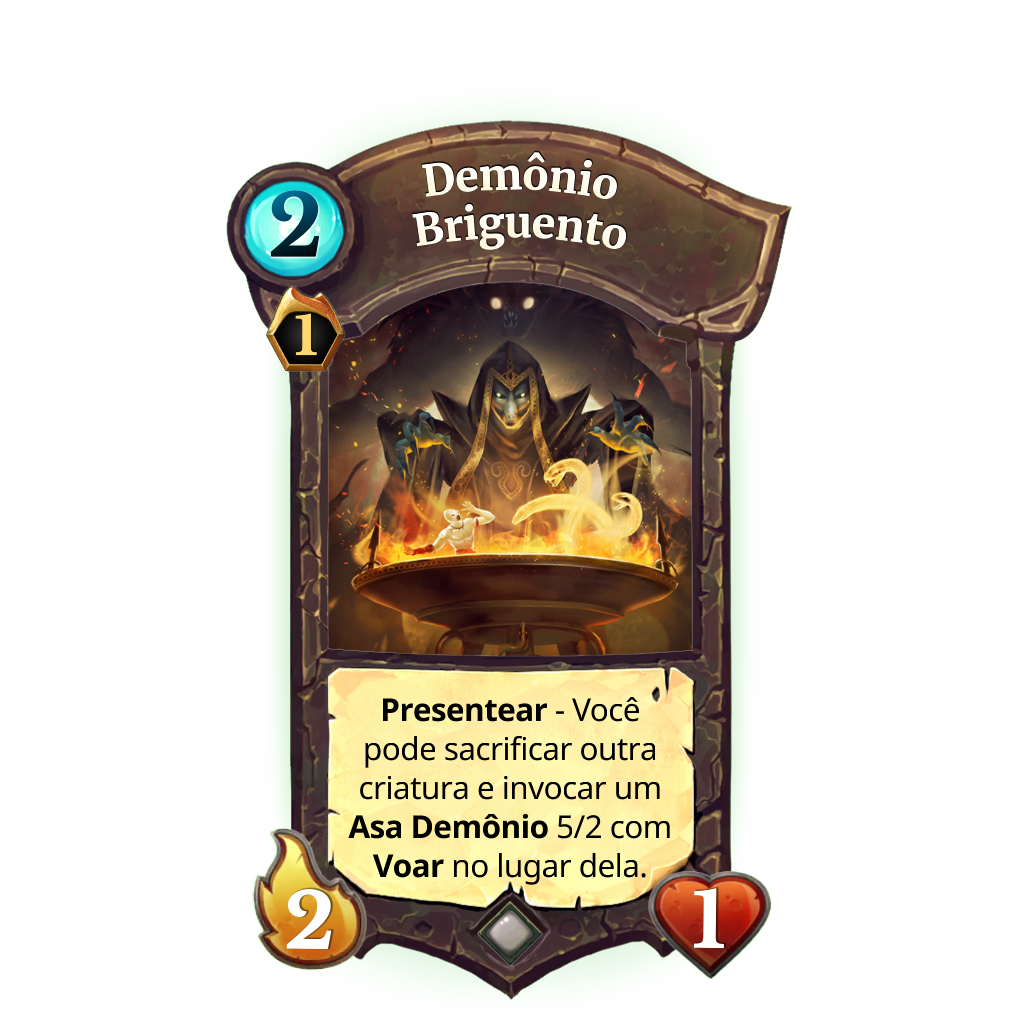 Demônio
Briguento
2
1
Presentear - Você
pode sacrificar outra
criatura e invocar um
Asa Demônio 5/2 com
Voar no lugar dela.
2
1